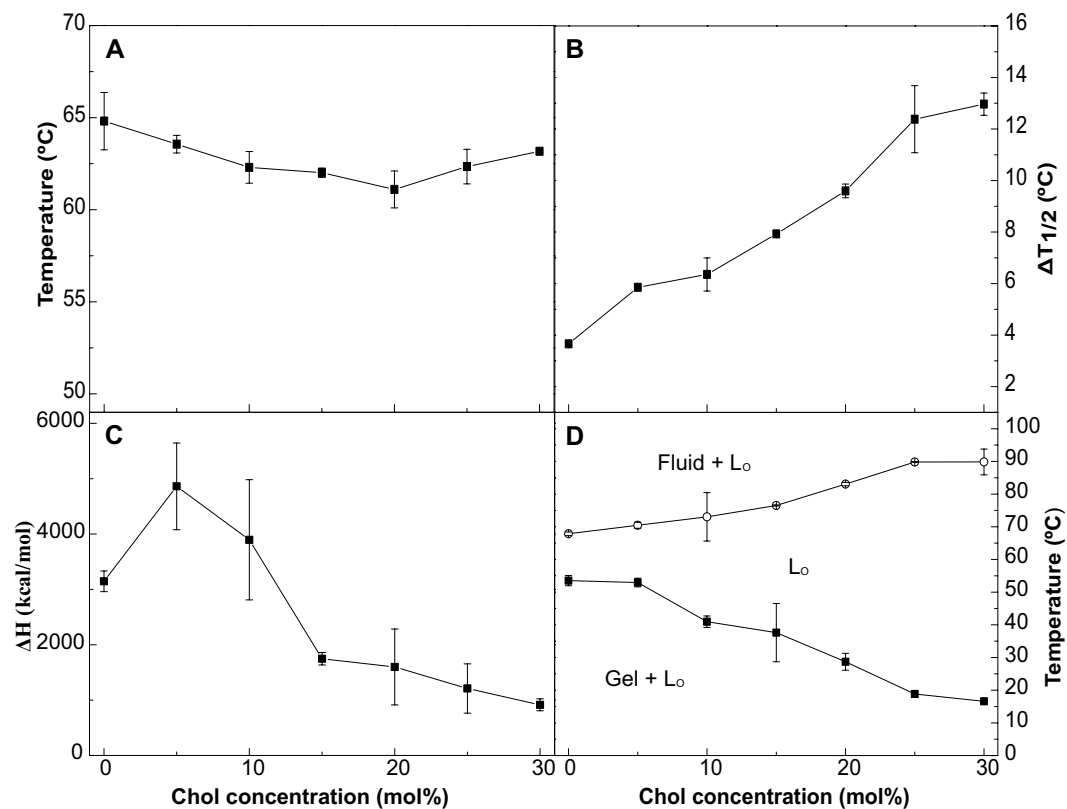 A
70
65
60
55
50
Temperature (ºC)
B
16
14
12
10
8
6
4
2
ΔT1/2 (ºC)
C
6000
4000
2000
0
ΔH (kcal/mol)
0 10 20 30
Chol concentration (mol%)
D
Fluid + Lo
Lo
Gel + Lo
100
90
80
70
60
50
40
30
20
10
0
Temperature (ºC)
0 10 20 30
Chol concentration (mol%)